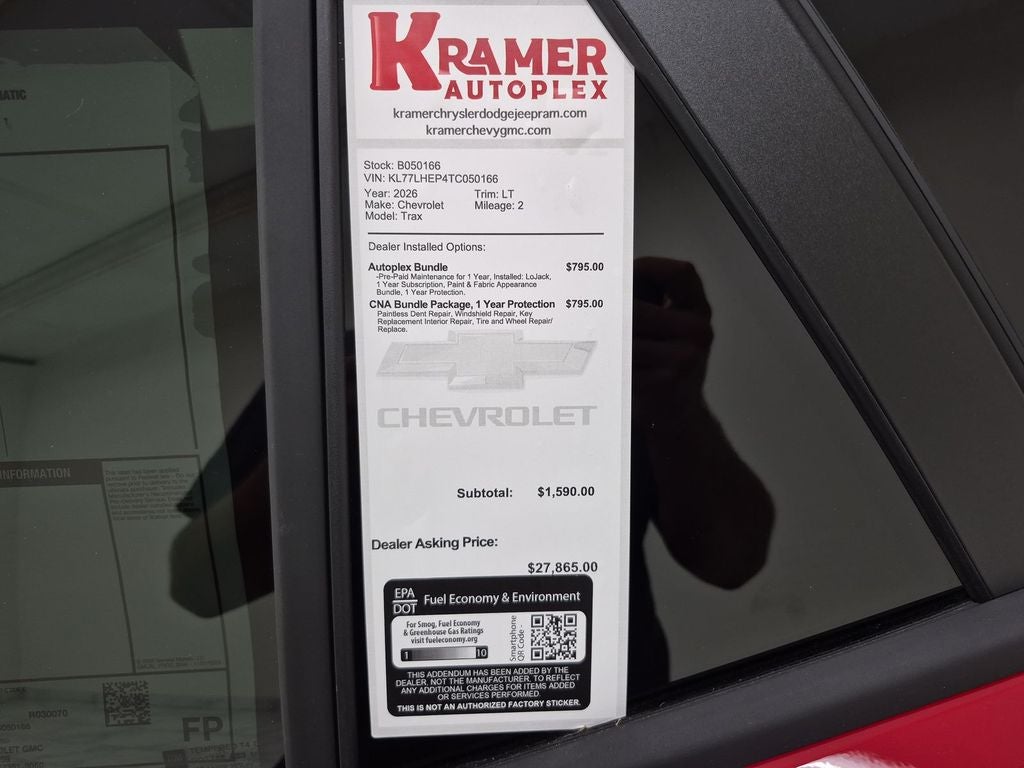 KRAMER
AUTOPLEX
kramerchryslerdodgejeepram.com
kramerchevygmc.com
Stock: B050166
VIN: KL77LHEP4TC050166
Year: 2026 Trim: LT
Make: Chevrolet Mileage: 2
Model: Trax
Dealer Installed Options:
Autoplex Bundle $795.00
-Pre-Paid Maintenance for 1 Year, Installed: LoJack,
1 Year Subscription, Paint & Fabric Appearance
Bundle, 1 Year Protection.
CNA Bundle Package, 1 Year Protection $795.00
Paintless Dent Repair, Windshield Repair, Key
Replacement Interior Repair, Tire and Wheel Repair/
Replace.
CHEVROLET
Subtotal: $1,590.00
Dealer Asking Price:
$27,865.00
EPA
DOT
Fuel Economy & Environment
For Smog, Fuel Economy
& Greenhouse Gas Ratings
visit fueleconomy.org
1 10
Smartphone
QR Code -
THIS ADDENDUM HAS BEEN ADDED BY THE
DEALER, NOT THE MANUFACTURER, TO REFLECT
ANY ADDITIONAL CHARGES FOR ITEMS ADDED
OR SERVICES PERFORMED.
THIS IS NOT AN AUTHORIZED FACTORY STICKER.
INFORMATION
R030070
FP